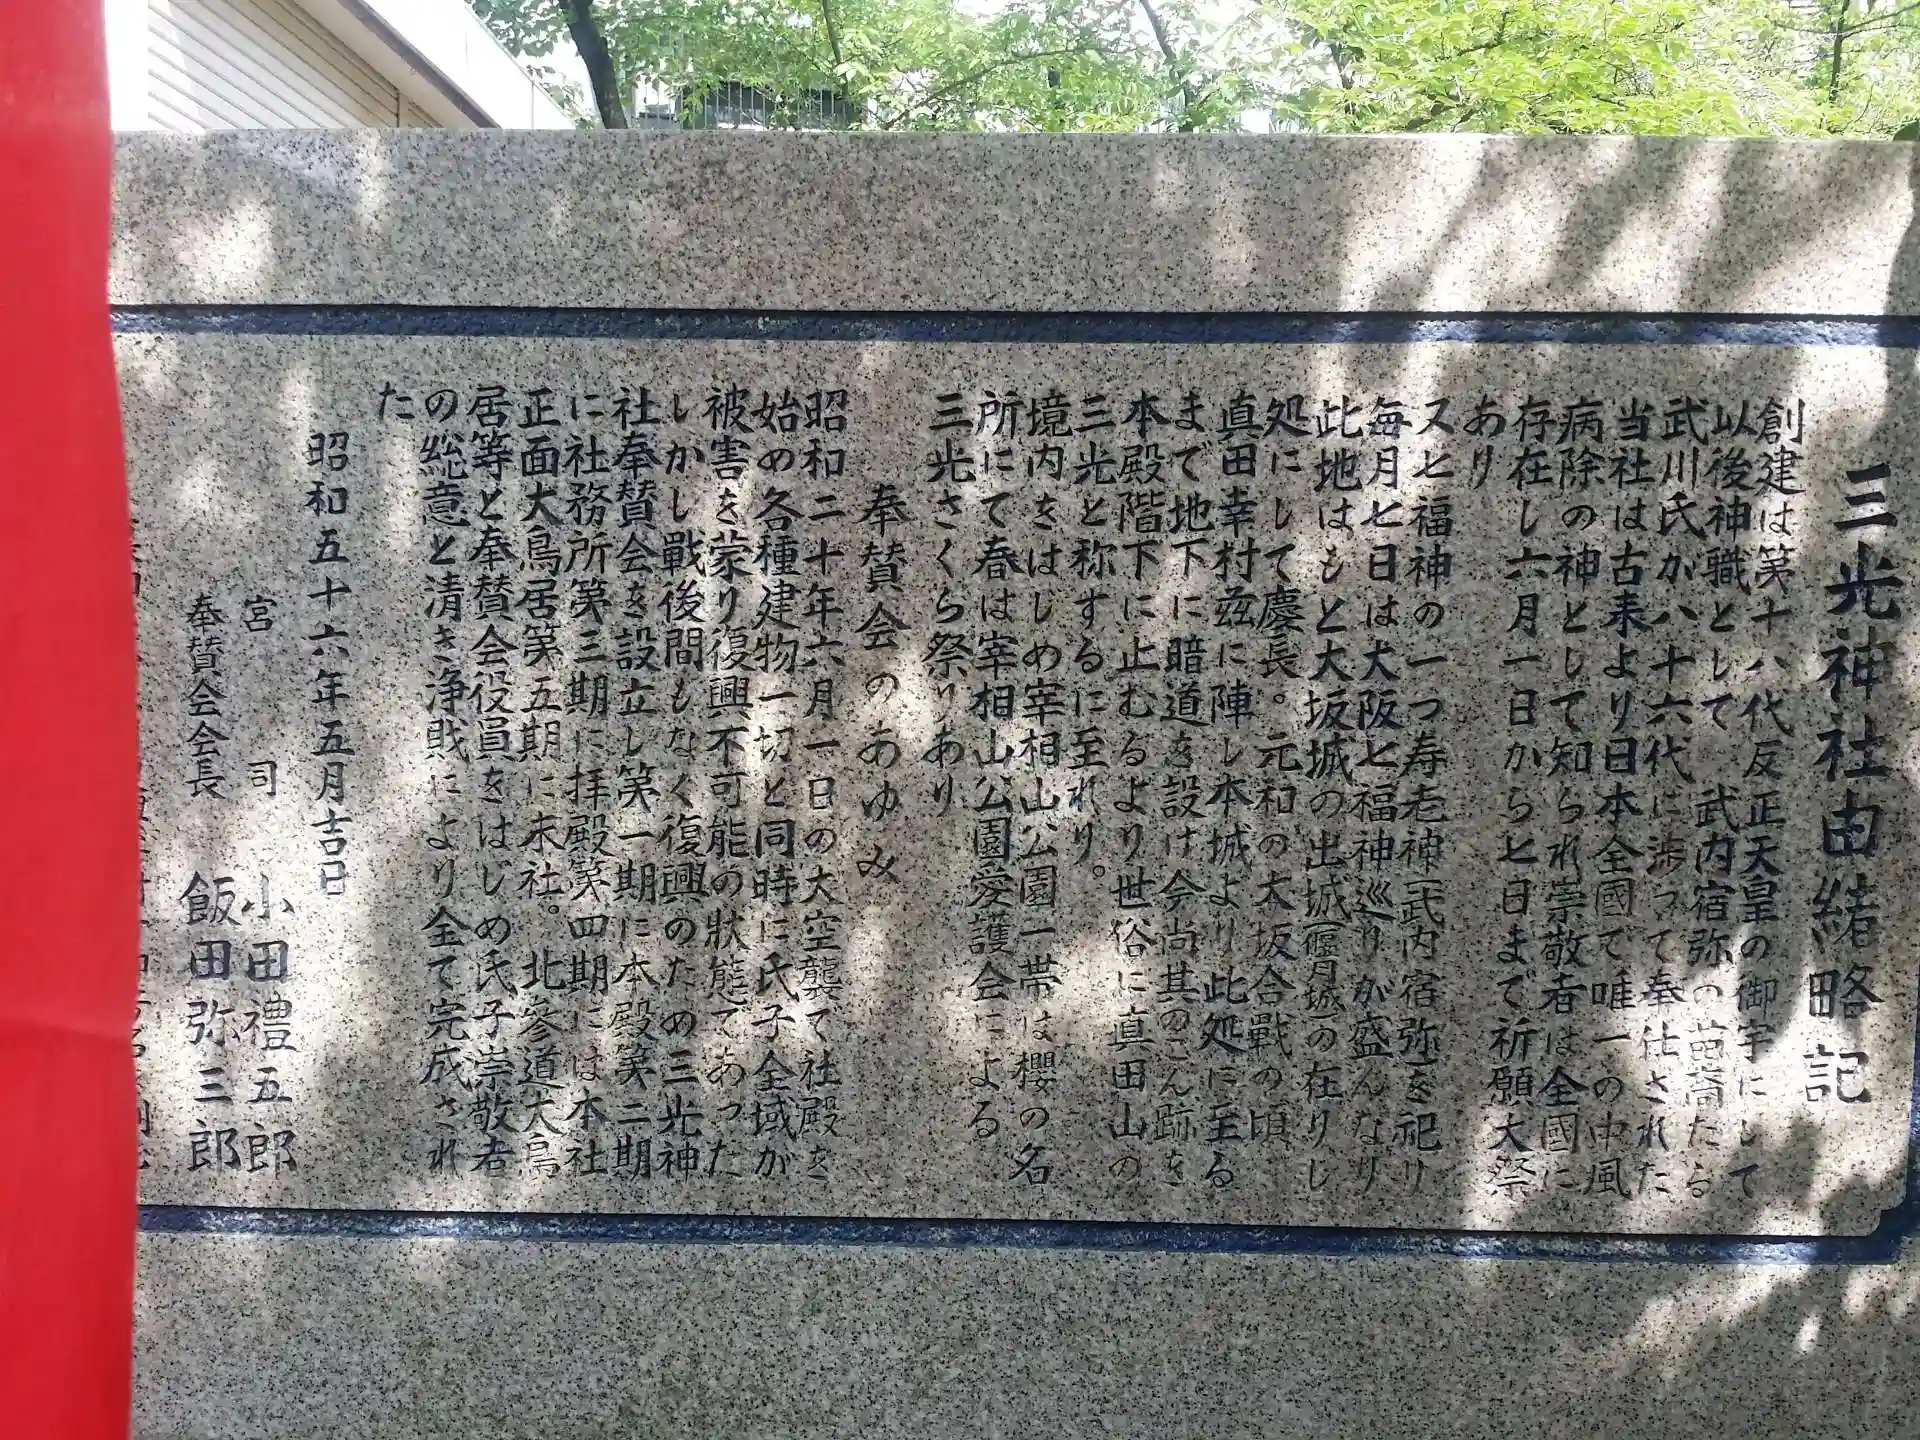 三光神社由緒略記
創建は第十八代反正天皇の御宇にして
以後神職として 武内宿弥の苗裔たる
武川氏が八十六代に渉って奉仕された
当社は古来より日本全國で唯一の中風
病除の神として知られ崇敬者は全國に
存在し六月一日から七日まで祈願大祭
あり
又七福神の一つ寿老神(武内宿弥)を祀り
毎月七日は大阪七福神巡りが盛んなり
此地はもと大坂城の出城(偃月城)の在りし
処にして慶長。元和の大坂合戰の頃
真田幸村茲に陣し本城より此処に至る
まで地下に暗道を設け今尚其のこん跡を
本殿階下に止むるより世俗に真田山の
三光と称するに至れり。
境内をはじめ宰相山公園一帯は櫻の名
所にて春は宰相山公園愛護会による
三光さくら祭りあり
奉賛会のあゆみ
昭和二十年六月一日の大空襲で社殿を
始め各種建物一切と同時に氏子全域が
被害を蒙り復興不可能の狀態であった
しかし戰後間もなく復興のため三光神
社奉賛会を設立し第一期に本殿第二期
に社務所第三期に拝殿第四期には本社
正面大鳥居第五期に末社。北參道大鳥
居等と奉賛会役員をはじめ氏子崇敬者
の総意と清き浄財により全て完成され
た
昭和五十六年五月吉日
宮司 小田禮五郎
奉賛会会長 飯田弥三郎